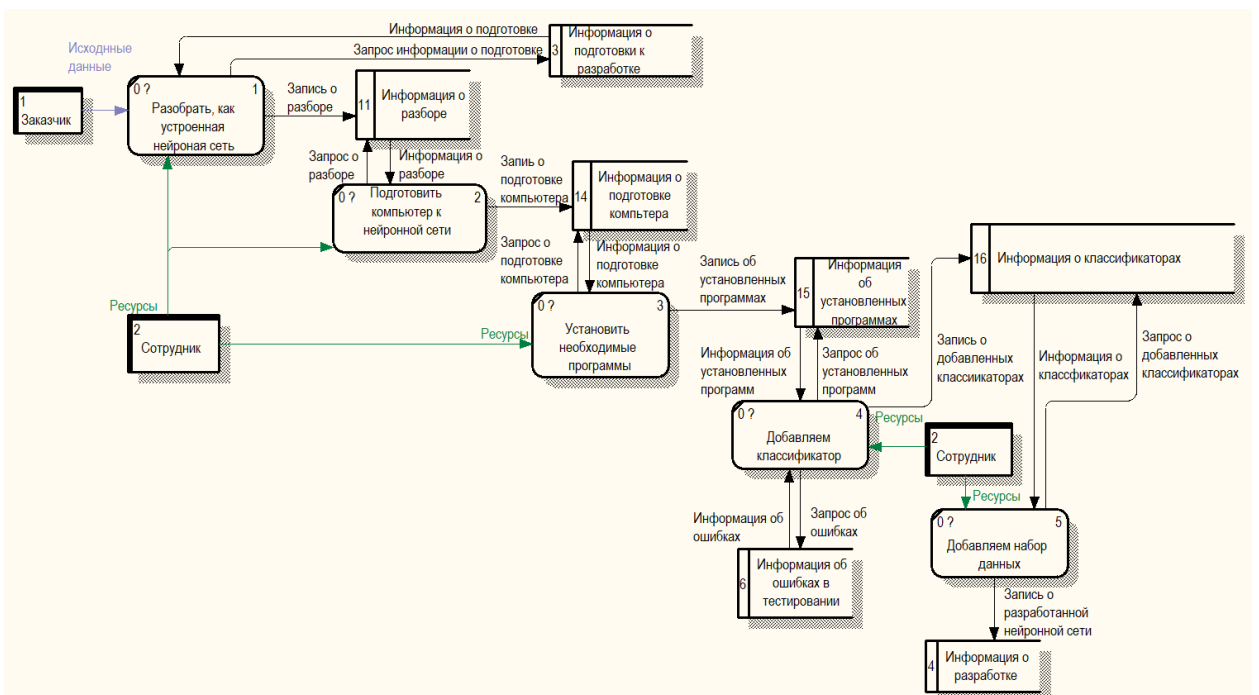 Информация о подготовке
Запрос информации о подготовке
3
Информация о
подготовки к
разработке
Исходнные
данные
1
Заказчик
0 ?
1
Разобрать, как
устроенная
нейроная сеть
Запись о
разборе
11
Информация о
разборе
Запрос о
разборе
Информация о
разборе
0 ?
2
Подготовить
компьютер к
нейронной сети
Запиь о
подготовке
компьютера
14
Информация о
подготовке
компьтера
Запрос о
подготовке
компьютера
Информация о
подготовке
компьютера
Ресурсы
2
Сотрудник
Ресурсы
0 ?
3
Установить
необходимые
программы
Запись об
установленных
программах
15
Информация
об
установленных
программах
16
Информация о классификаторах
Информация об
установленных
программ
Запрос об
установленных
программ
Запись о
добавленных
классиикаторах
Информация о
классфикаторах
Запрос о
добавленных
классификаторах
0 ?
4
Добавляем
классификатор
Ресурсы
2
Сотрудник
Ресурсы
Информация об
ошибках
Запрос об
ошибках
6
Информация об
ошибках в
тестировании
0 ?
5
Добавляем набор
данных
Запись о
разработанной
нейронной сети
4
Информация о
разработке